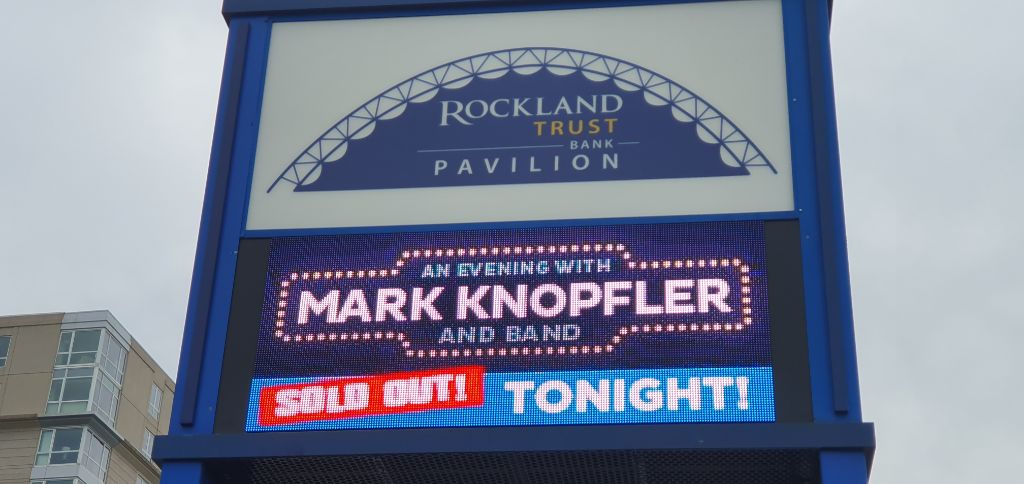 ROCKLAND
TRUST
BANK
PAVILION
AN EVENING WITH
MARK KNOPFLER
AND BAND
SOLD OUT! TONIGHT!